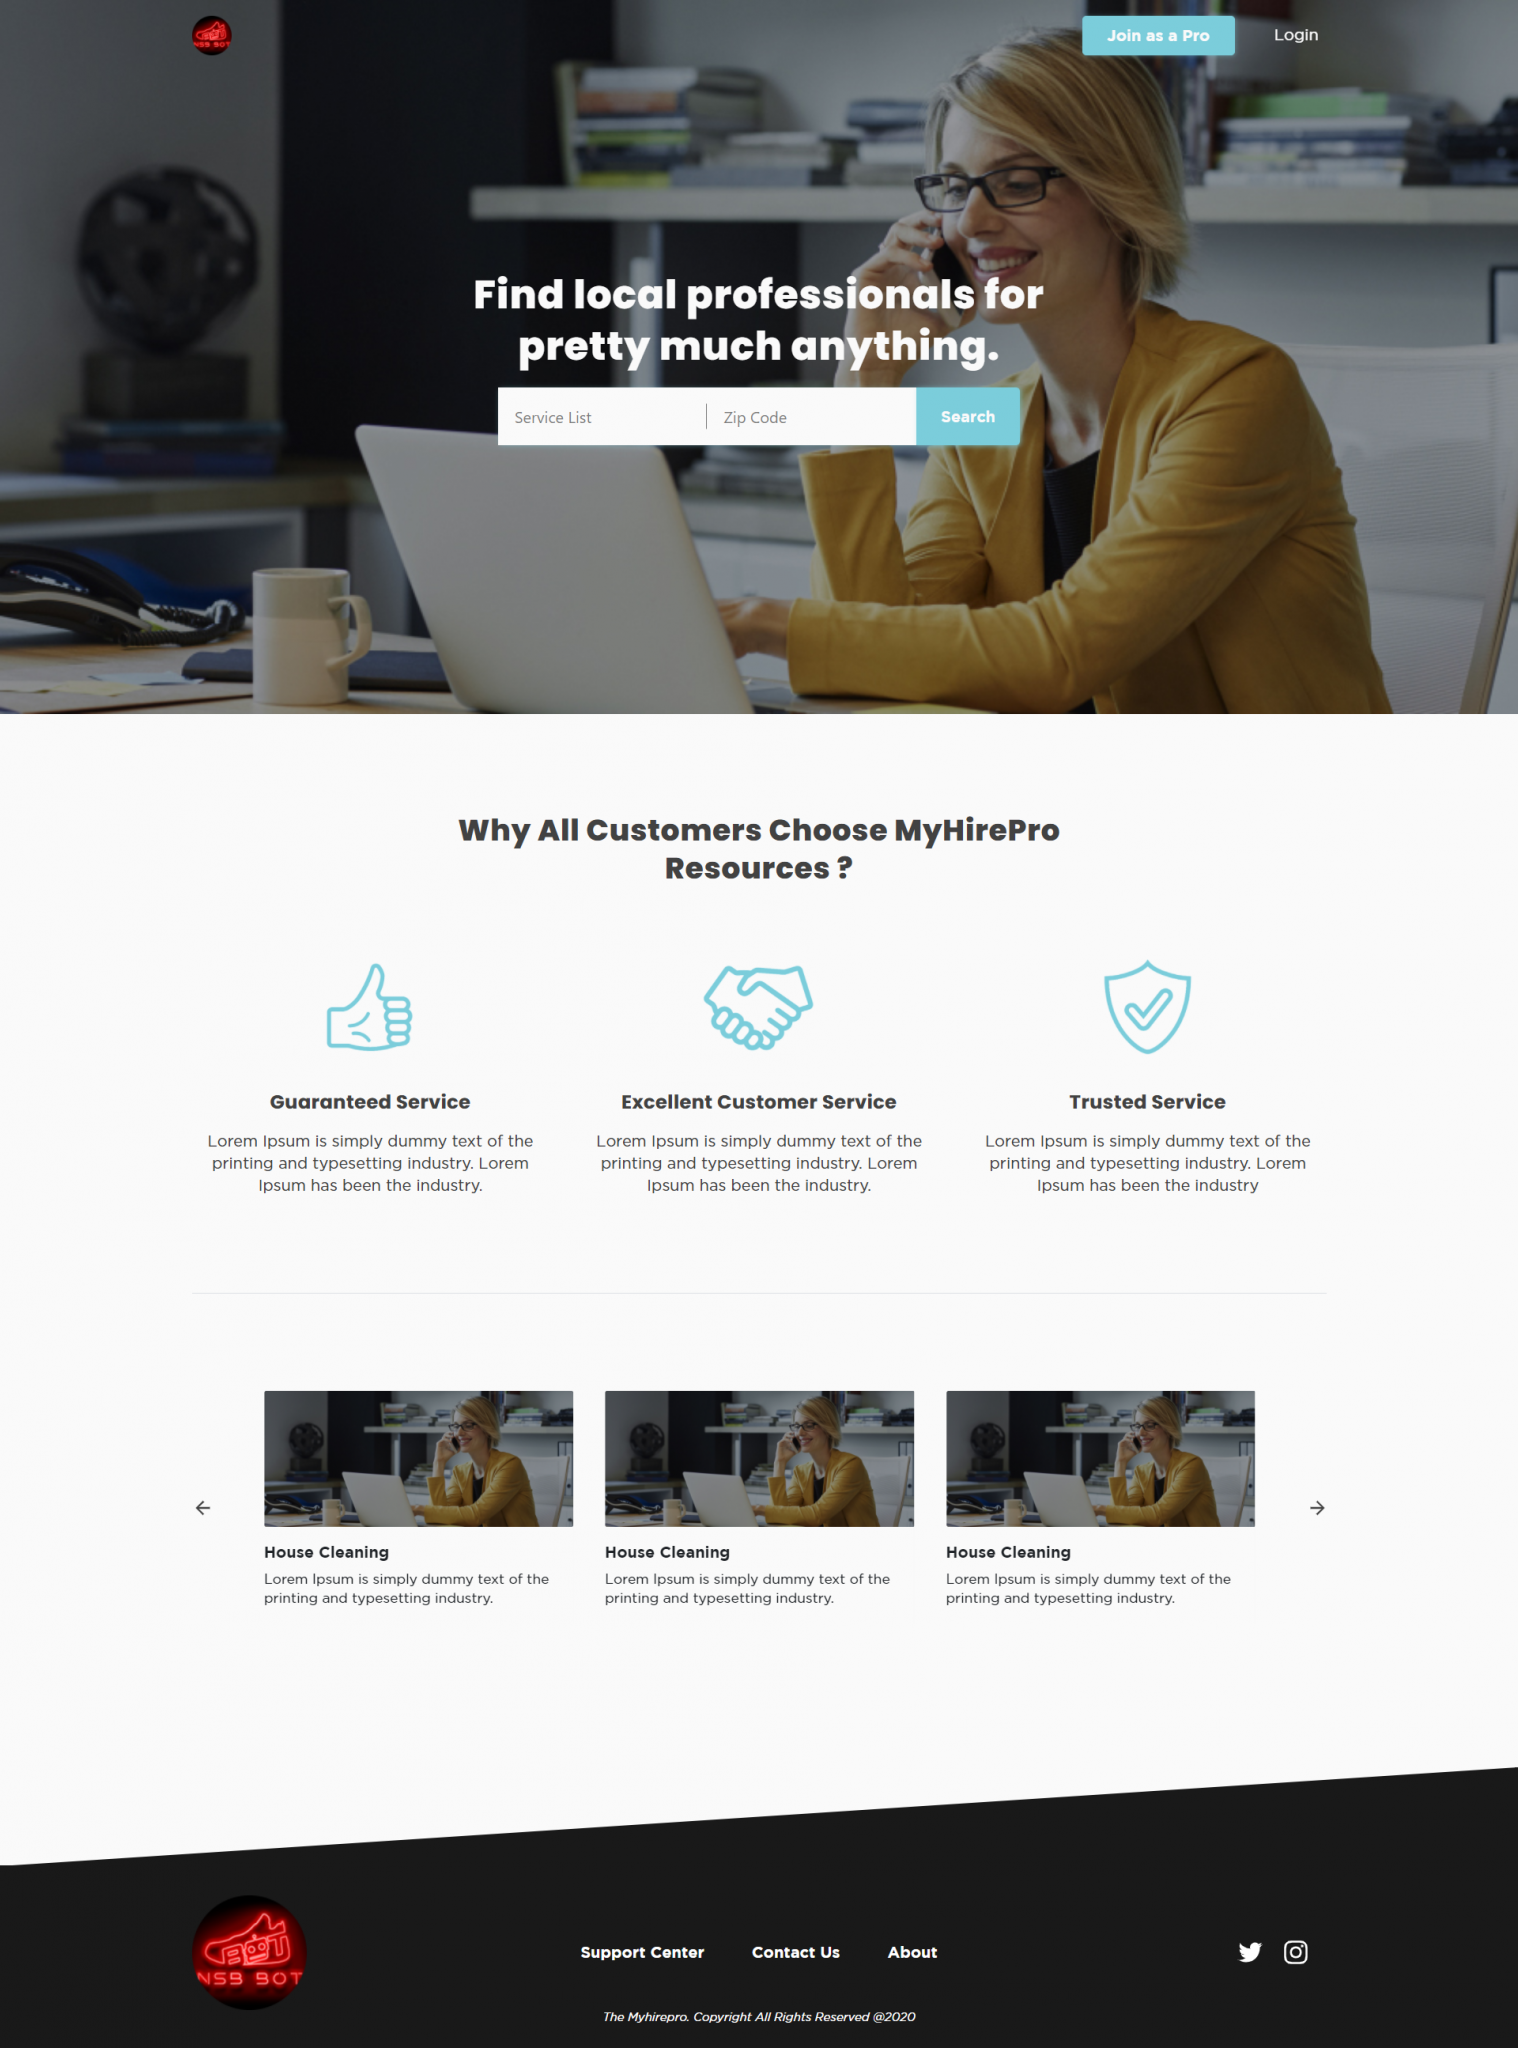 NSB BOT
Join as a Pro
Login
Find local professionals for
pretty much anything.
Service List
Zip Code
Search
Why All Customers Choose MyHirePro
Resources ?
Guaranteed Service
Lorem Ipsum is simply dummy text of the
printing and typesetting industry. Lorem
Ipsum has been the industry.
Excellent Customer Service
Lorem Ipsum is simply dummy text of the
printing and typesetting industry. Lorem
Ipsum has been the industry.
Trusted Service
Lorem Ipsum is simply dummy text of the
printing and typesetting industry. Lorem
Ipsum has been the industry
House Cleaning
Lorem Ipsum is simply dummy text of the
printing and typesetting industry.
House Cleaning
Lorem Ipsum is simply dummy text of the
printing and typesetting industry.
House Cleaning
Lorem Ipsum is simply dummy text of the
printing and typesetting industry.
NSB BOT
Support Center
Contact Us
About
The Myhirepro. Copyright All Rights Reserved @2020